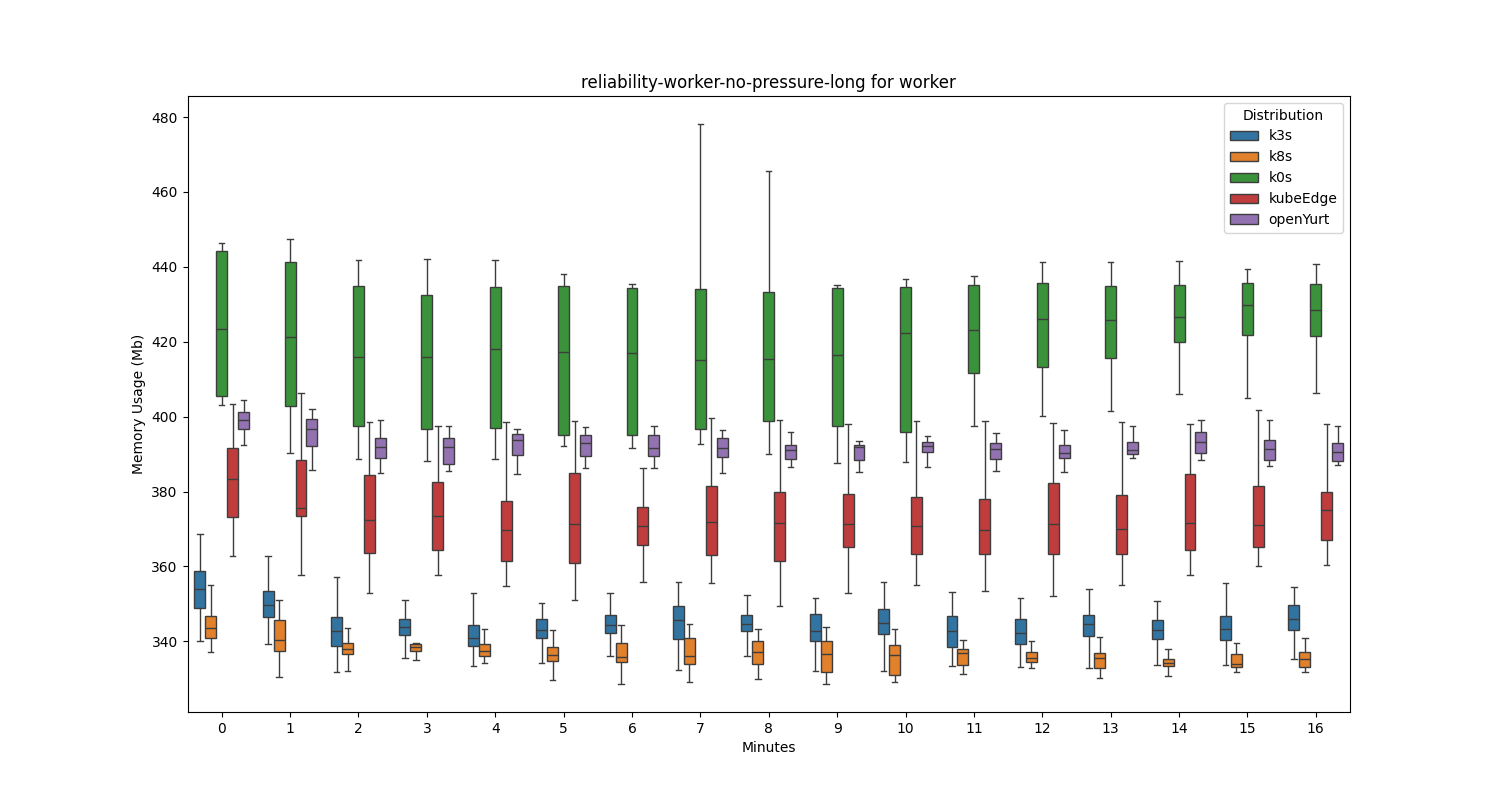 reliability-worker-no-pressure-long for worker
Distribution
k3s
k8s
k0s
kubeEdge
openYurt
Memory Usage (Mb)
480
460
440
420
400
380
360
340
0 1 2 3 4 5 6 7 8 9 10 11 12 13 14 15 16
Minutes